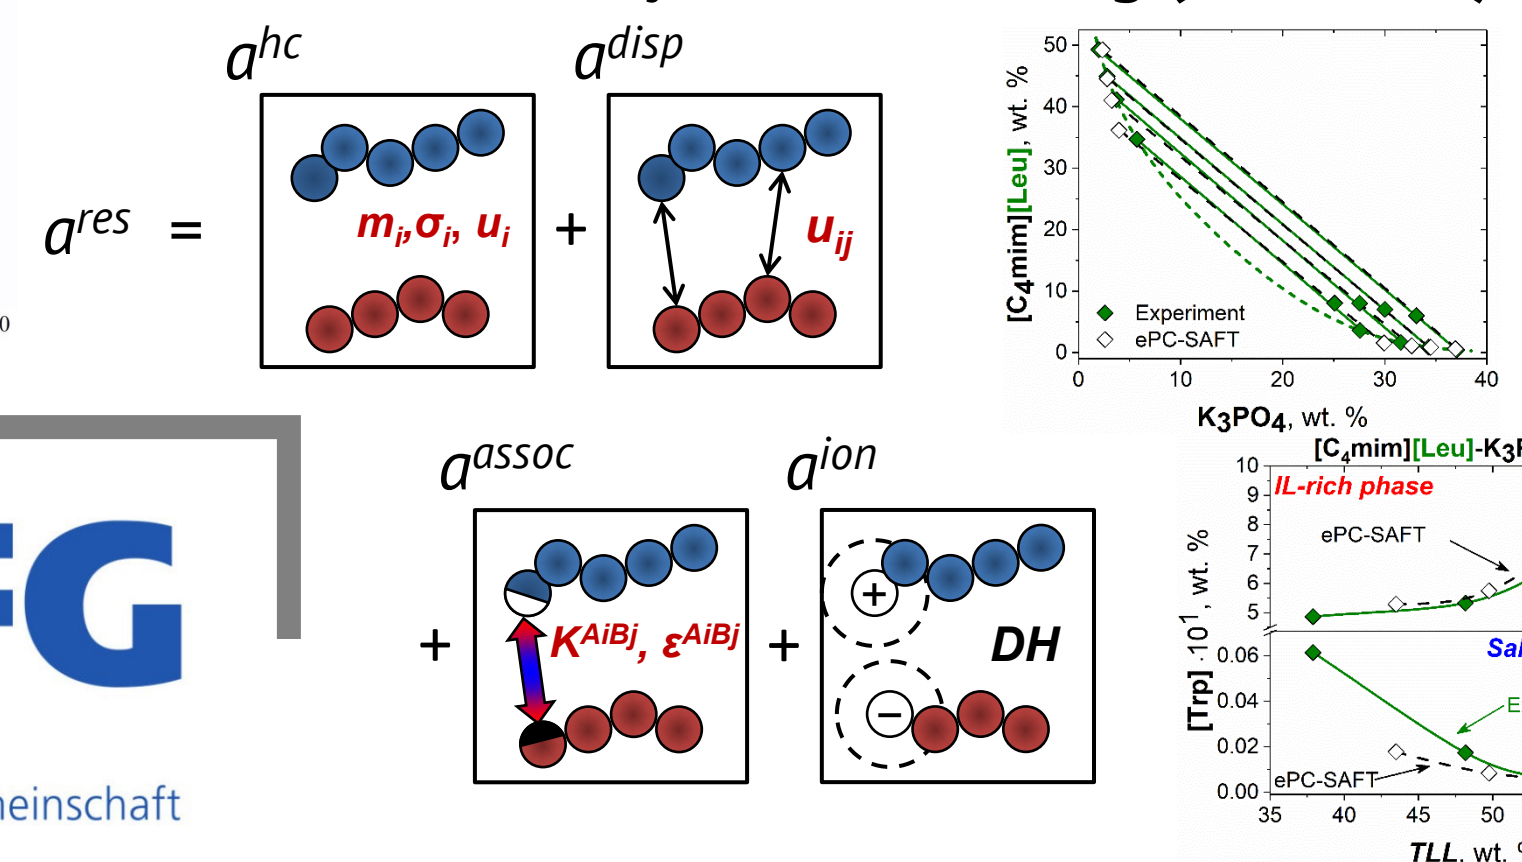 a^hc
a^disp
a^res = m_i, σ_i, u_i + u_ij
a^assoc
a^ion
+ K^AiBj, ε^AiBj + DH
+
−
0
FG
einschaft
[C4mim][Leu], wt. %
50
40
30
20
10
0
Experiment
ePC-SAFT
0 10 20 30 40
K3PO4, wt. %
[C4mim][Leu]-K3
[Trp] ·10^1, wt. %
10
9
8
7
6
5
IL-rich phase
ePC-SAFT
0.06
0.04
0.02
0.00
Sal
E
ePC-SAFT
35 40 45 50
TLL, wt. %